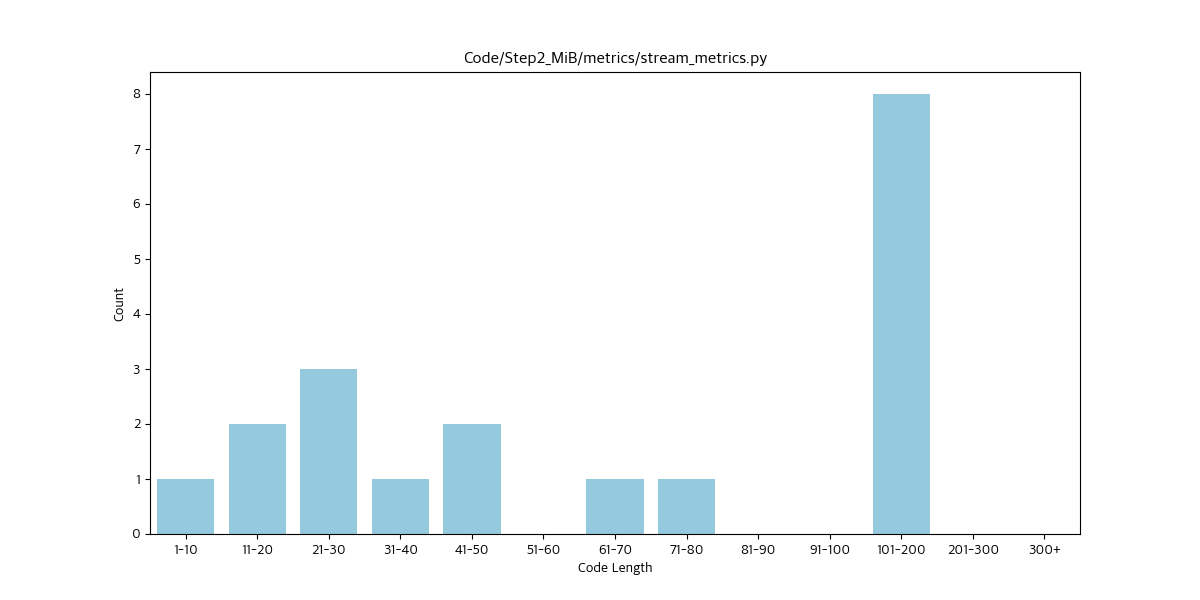 Code/Step2_MiB/metrics/stream_metrics.py
Count
8
7
6
5
4
3
2
1
0
1-10 11-20 21-30 31-40 41-50 51-60 61-70 71-80 81-90 91-100 101-200 201-300 300+
Code Length